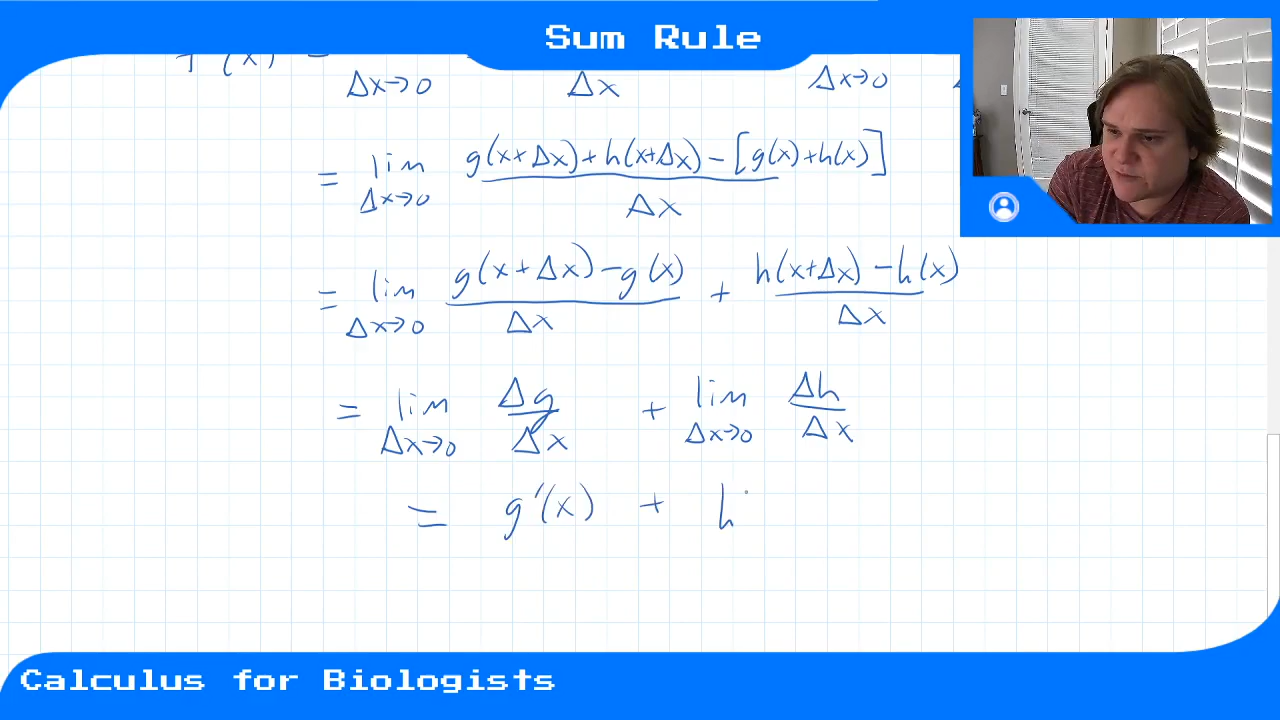 Sum Rule
f'(x) =
Δx→0 Δx Δx→0
= lim g(x+Δx)+h(x+Δx)−[g(x)+h(x)]
Δx→0 Δx
= lim g(x+Δx)−g(x) + h(x+Δx)−h(x)
Δx→0 Δx Δx
= lim Δg + lim Δh
Δx→0 Δx Δx→0 Δx
= g'(x) + h
Calculus for Biologists